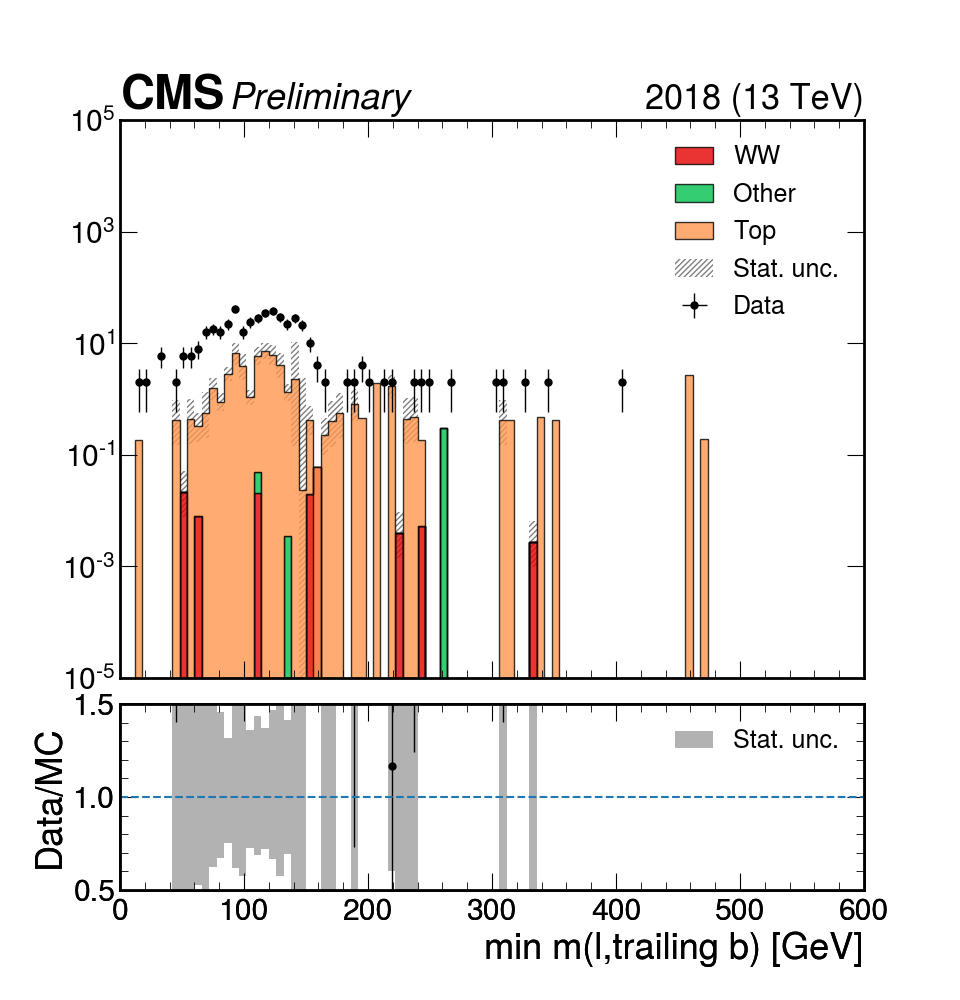 CMS Preliminary 2018 (13 TeV)
10^5
10^3
10^1
10^-1
10^-3
10^-5
WW
Other
Top
Stat. unc.
Data
1.5
1.0
0.5
Data/MC
Stat. unc.
0 100 200 300 400 500 600
min m(l,trailing b) [GeV]